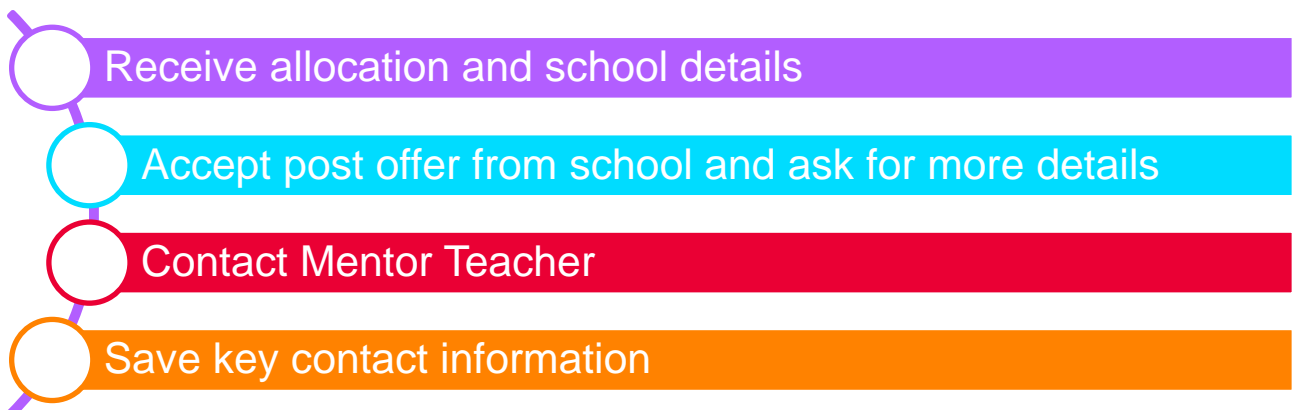 Receive allocation and school details
Accept post offer from school and ask for more details
Contact Mentor Teacher
Save key contact information